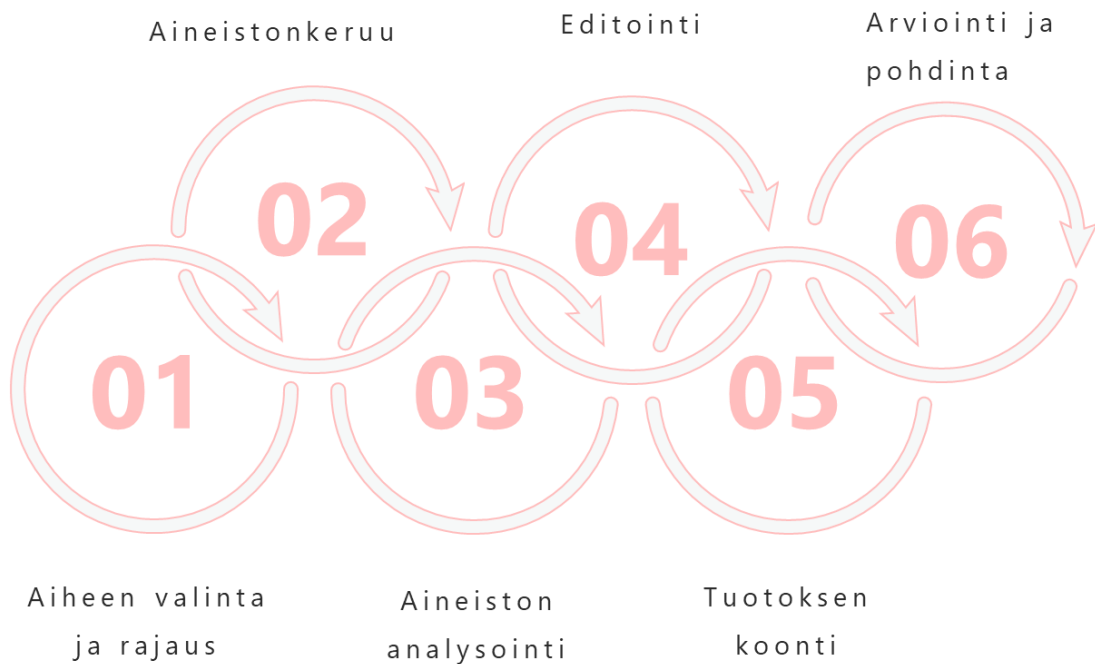 Aineistonkeruu
Editointi
Arviointi ja
pohdinta
02
04
06
01
03
05
Aiheen valinta
ja rajaus
Aineiston
analysointi
Tuotoksen
koonti